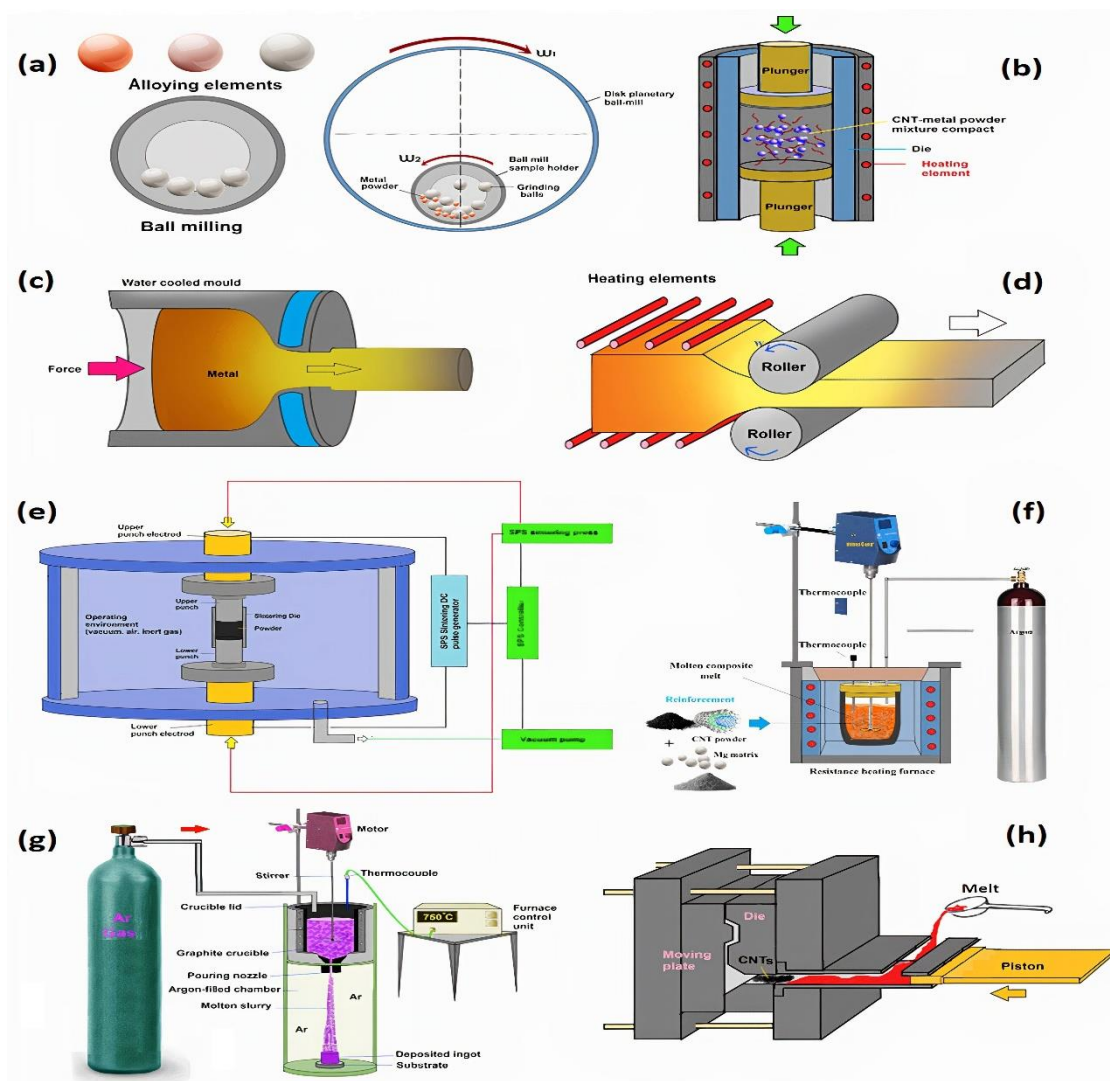 (a)
Alloying elements
Ball milling
ω1
Disk planetary
ball-mill
ω2
Ball mill
sample holder
Metal
powder
Grinding
balls
(b)
Plunger
CNT-metal powder
mixture compact
Die
Heating
element
Plunger
(c)
Water cooled mould
Force
Metal
(d)
Heating elements
w
Roller
Roller
(e)
Upper
punch electrod
Upper
punch
Operating
environment
(vacuum, air, inert gas)
Sintering Die
Powder
Lower
punch
Lower
punch electrod
SPS Sintering DC
pulse generator
SPS sintering press
SPS Controller
Vacuum pump
(f)
Thermocouple
Thermocouple
Argon
Molten composite
melt
Reinforcement
CNT powder
+
Mg matrix
Resistance heating furnace
(g)
Ar
Gas
Motor
Stirrer
Thermocouple
Crucible lid
750°C
Furnace
control
unit
Graphite crucible
Pouring nozzle
Argon-filled chamber
Molten slurry
Ar
Ar
Deposited ingot
Substrate
(h)
Melt
Die
Moving
plate
CNTs
Piston